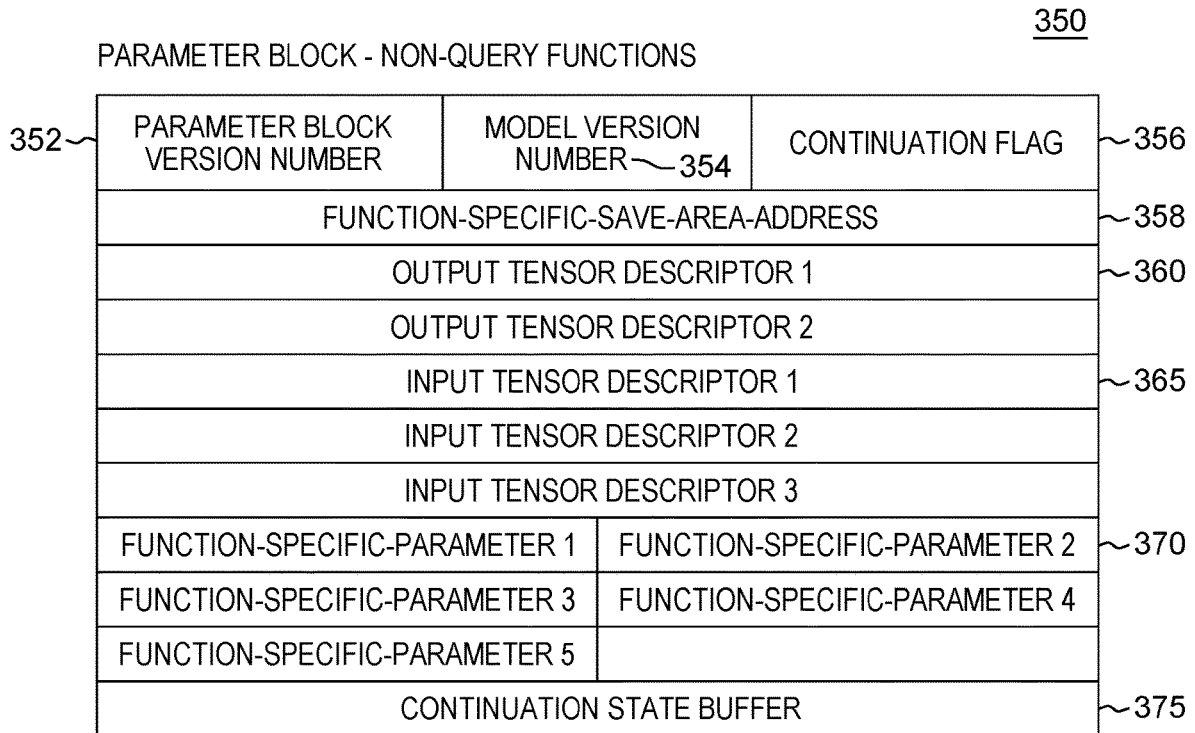 350
PARAMETER BLOCK - NON-QUERY FUNCTIONS
352
PARAMETER BLOCK
VERSION NUMBER
MODEL VERSION
NUMBER 354
CONTINUATION FLAG
356
FUNCTION-SPECIFIC-SAVE-AREA-ADDRESS
358
OUTPUT TENSOR DESCRIPTOR 1
360
OUTPUT TENSOR DESCRIPTOR 2
INPUT TENSOR DESCRIPTOR 1
365
INPUT TENSOR DESCRIPTOR 2
INPUT TENSOR DESCRIPTOR 3
FUNCTION-SPECIFIC-PARAMETER 1
FUNCTION-SPECIFIC-PARAMETER 2
370
FUNCTION-SPECIFIC-PARAMETER 3
FUNCTION-SPECIFIC-PARAMETER 4
FUNCTION-SPECIFIC-PARAMETER 5
CONTINUATION STATE BUFFER
375